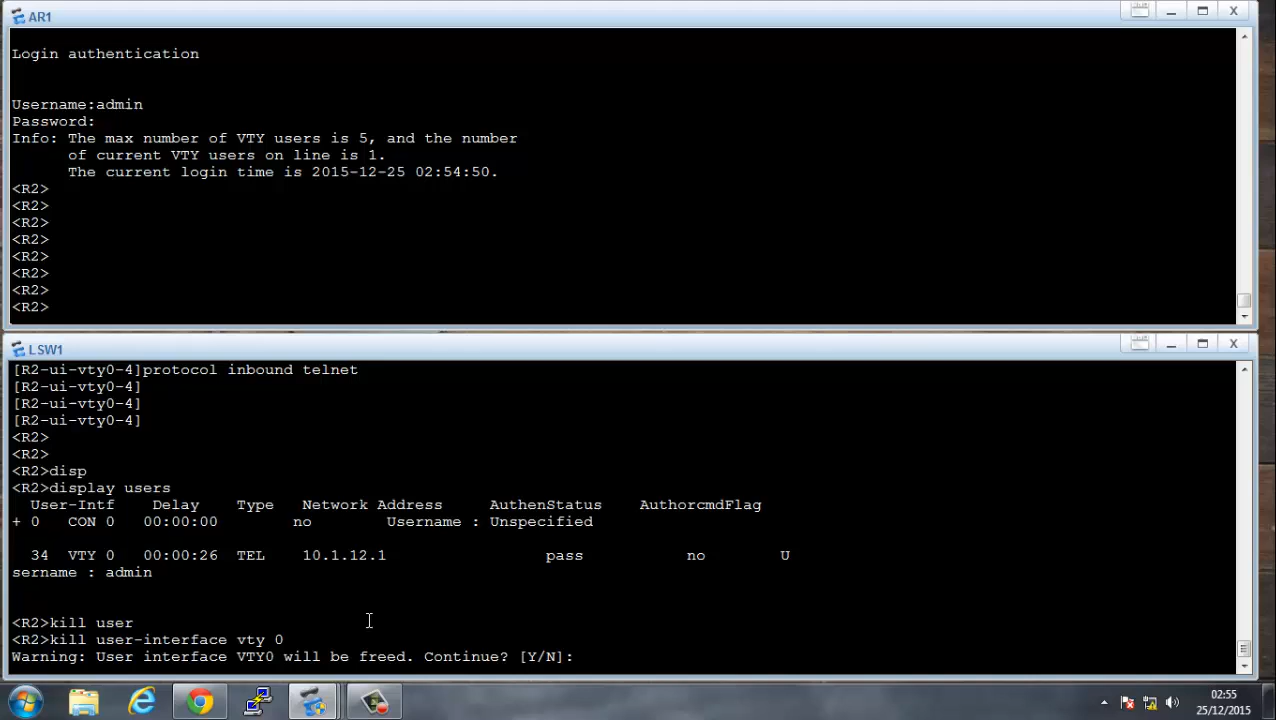 AR1
Login authentication
Username:admin
Password:
Info: The max number of VTY users is 5, and the number
of current VTY users on line is 1.
The current login time is 2015-12-25 02:54:50.
<R2>
<R2>
<R2>
<R2>
<R2>
<R2>
<R2>
<R2>
LSW1
[R2-ui-vty0-4]protocol inbound telnet
[R2-ui-vty0-4]
[R2-ui-vty0-4]
[R2-ui-vty0-4]
<R2>
<R2>
<R2>disp
<R2>display users
User-Intf Delay Type Network Address AuthenStatus AuthorcmdFlag
+ 0 CON 0 00:00:00 no Username : Unspecified
34 VTY 0 00:00:26 TEL 10.1.12.1 pass no U
sername : admin
<R2>kill user
<R2>kill user-interface vty 0
Warning: User interface VTY0 will be freed. Continue? [Y/N]:
02:55
25/12/2015